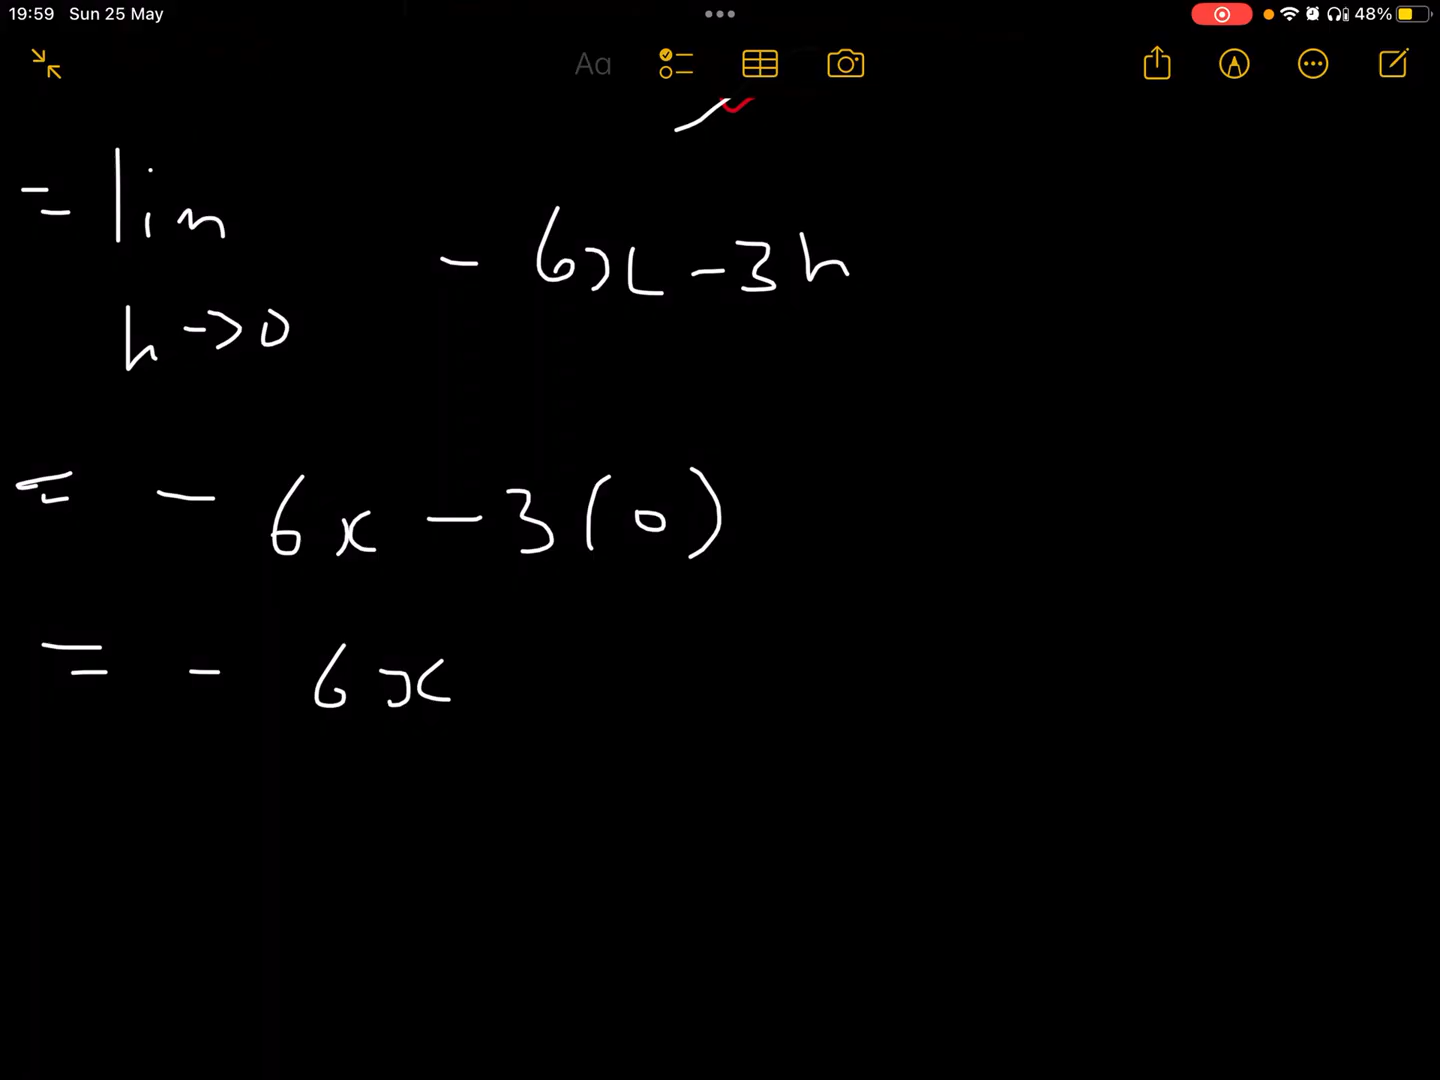 19:59 Sun 25 May 48%
Aa
= lim - 6x - 3h
h -> 0
= - 6x - 3(0)
= - 6x